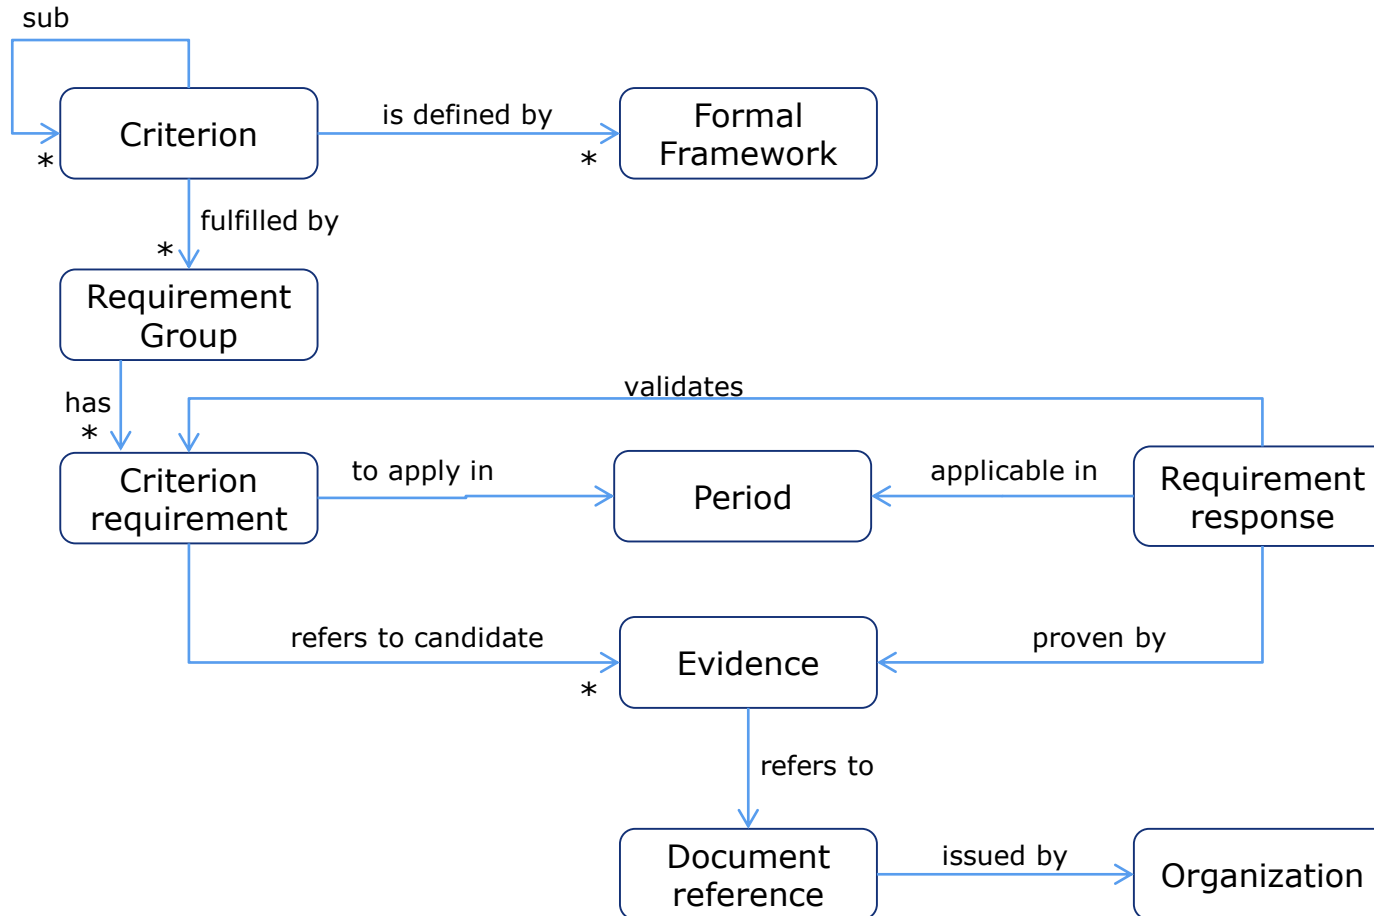 sub
Criterion
is defined by
*
*
Formal
Framework
fulfilled by
*
Requirement
Group
has
*
validates
Criterion
requirement
to apply in
Period
applicable in
Requirement
response
refers to candidate
*
Evidence
proven by
refers to
Document
reference
issued by
Organization